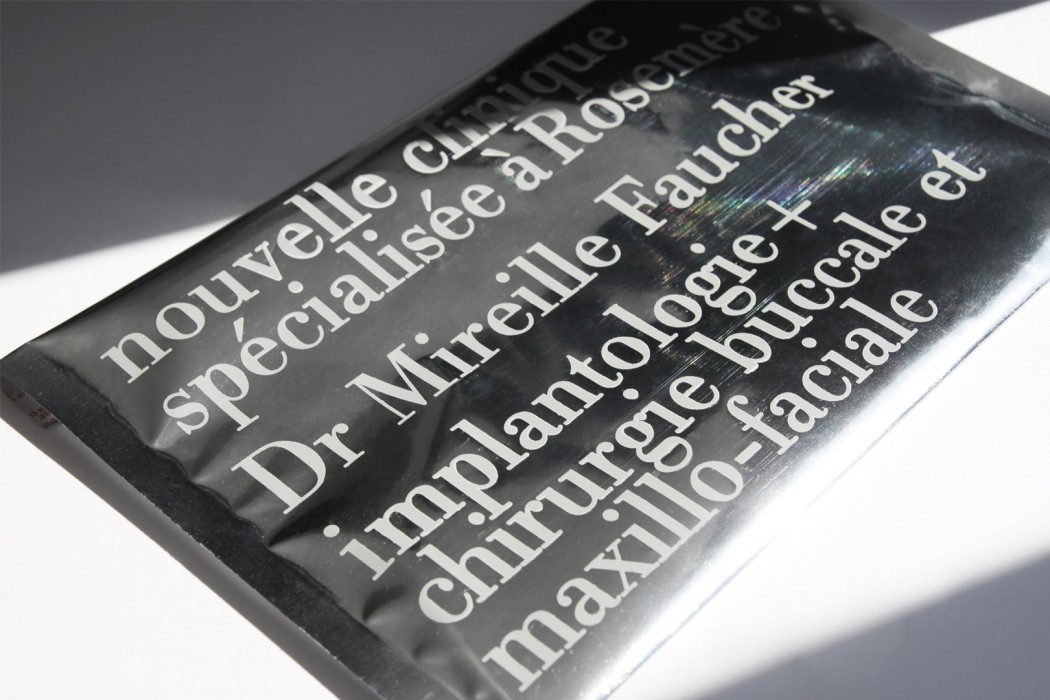 nouvelle clinique
spécialisée à Rosemère
Dr Mireille Faucher
implantologie+
chirurgie buccale et
maxillo-faciale